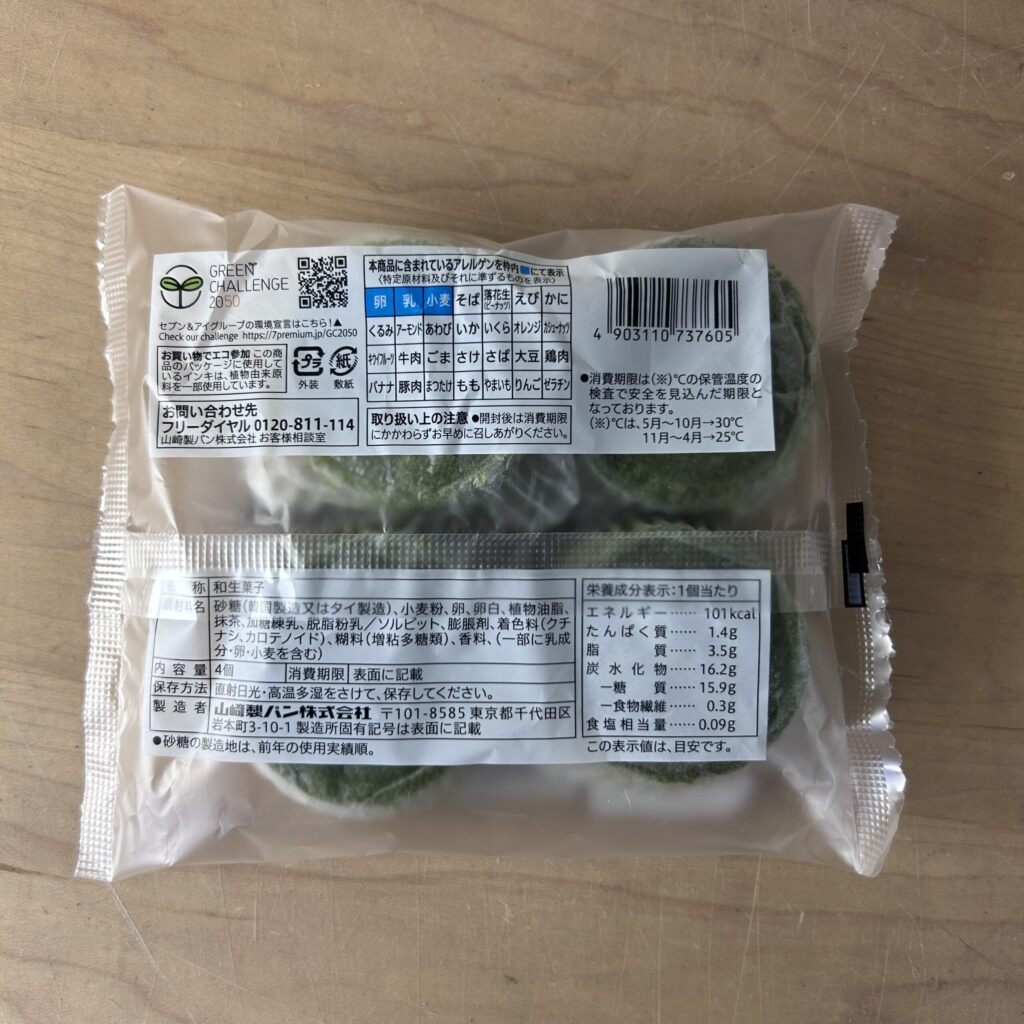 GREEN
CHALLENGE
2050
セブン&アイグループの環境宣言はこちら!▲
Check our challenge https://7premium.jp/GC2050
お買い物でエコ参加 この商
品のパッケージに使用して
いるインキは、植物由来原
料を一部使用しています。
プラ 紙
外装 敷紙
お問い合わせ先
フリーダイヤル 0120-811-114
山崎製パン株式会社 お客様相談室
本商品に含まれているアレルゲンを枠内■にて表示
〈特定原材料及びそれに準ずるものを表示〉
卵 乳 小麦 そば 落花生(ピーナッツ) えび かに
くるみ アーモンド あわび いか いくら オレンジ カシューナッツ
キウイフルーツ 牛肉 ごま さけ さば 大豆 鶏肉
バナナ 豚肉 まつたけ もも やまいも りんご ゼラチン
取り扱い上の注意 ●開封後は消費期限
にかかわらずお早めに召しあがりください。
4 903110 737605
●消費期限は(※)℃の保管温度の
検査で安全を見込んだ期限と
なっております。
(※)℃は、5月〜10月→30℃
11月〜4月→25℃
名 称 和生菓子
原材料名 砂糖(韓国製造又はタイ製造)、小麦粉、卵、卵白、植物油脂、
抹茶、加糖練乳、脱脂粉乳/ソルビット、膨脹剤、着色料(クチ
ナシ、カロテノイド)、糊料(増粘多糖類)、香料、(一部に乳成
分・卵・小麦を含む)
内 容 量 4個 消費期限 表面に記載
保存方法 直射日光・高温多湿をさけて、保存してください。
製 造 者 山崎製パン株式会社 〒101-8585 東京都千代田区
岩本町3-10-1 製造所固有記号は表面に記載
●砂糖の製造地は、前年の使用実績順。
栄養成分表示:1個当たり
エネルギー…… 101kcal
たんぱく質…… 1.4g
脂 質…… 3.5g
炭水化物…… 16.2g
―糖 質…… 15.9g
―食物繊維…… 0.3g
食塩相当量…… 0.09g
この表示値は、目安です。